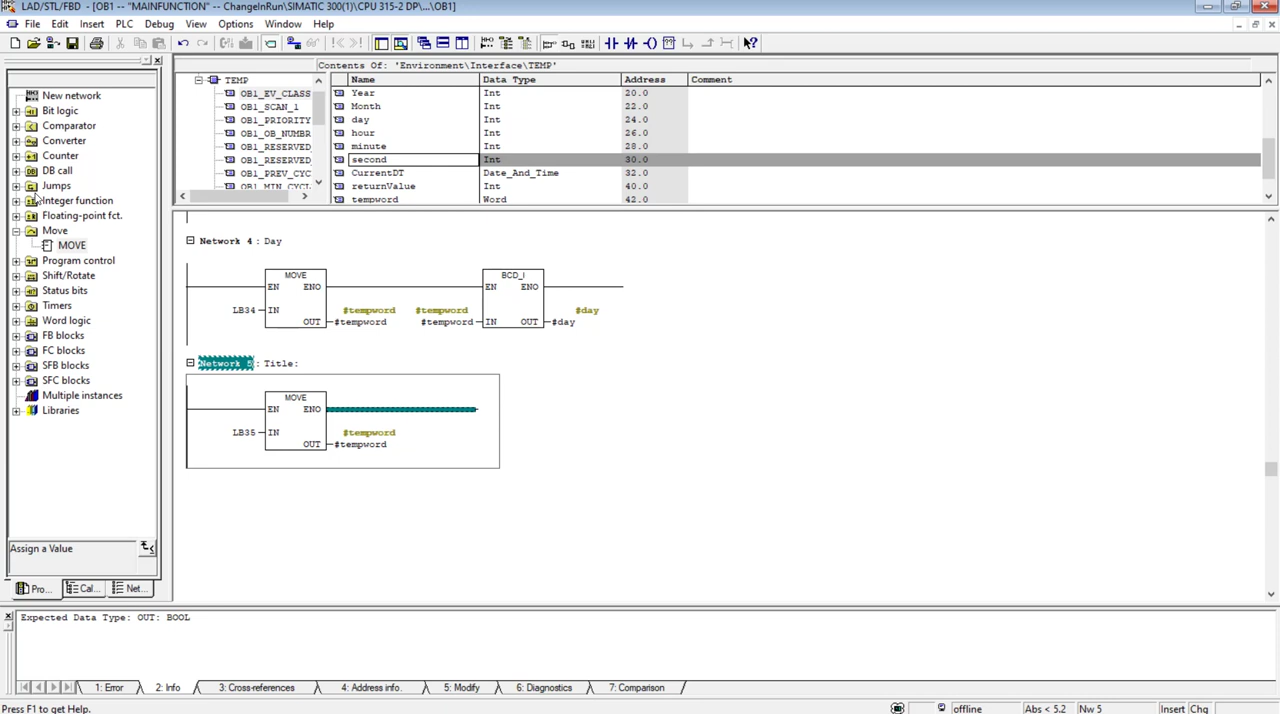 LAD/STL/FBD - [OB1 -- "MAINFUNCTION" -- ChangeInRun\SIMATIC 300(1)\CPU 315-2 DP\...\OB1]
File Edit Insert PLC Debug View Options Window Help
New network
Bit logic
Comparator
Converter
Counter
DB call
Jumps
Integer function
Floating-point fct.
Move
MOVE
Program control
Shift/Rotate
Status bits
Timers
Word logic
FB blocks
FC blocks
SFB blocks
SFC blocks
Multiple instances
Libraries
Assign a Value
Pro... Cal... Net...
Contents Of: 'Environment\Interface\TEMP'
TEMP
OB1_EV_CLASS
OB1_SCAN_1
OB1_PRIORITY
OB1_OB_NUMBR
OB1_RESERVED
OB1_RESERVED
OB1_PREV_CYC
OB1_MIN_CYCL
Name Data Type Address Comment
Year Int 20.0
Month Int 22.0
day Int 24.0
hour Int 26.0
minute Int 28.0
second Int 30.0
CurrentDT Date_And_Time 32.0
returnValue Int 40.0
tempword Word 42.0
Network 4 : Day
MOVE BCD_I
EN ENO EN ENO
LB34 IN #tempword #tempword #day
OUT #tempword #tempword IN OUT #day
Network 5 : Title:
MOVE
EN ENO
LB35 IN #tempword
OUT #tempword
Expected Data Type: OUT: BOOL
1: Error 2: Info 3: Cross-references 4: Address info. 5: Modify 6: Diagnostics 7: Comparison
Press F1 to get Help. offline Abs < 5.2 Nw 5 Insert Chg